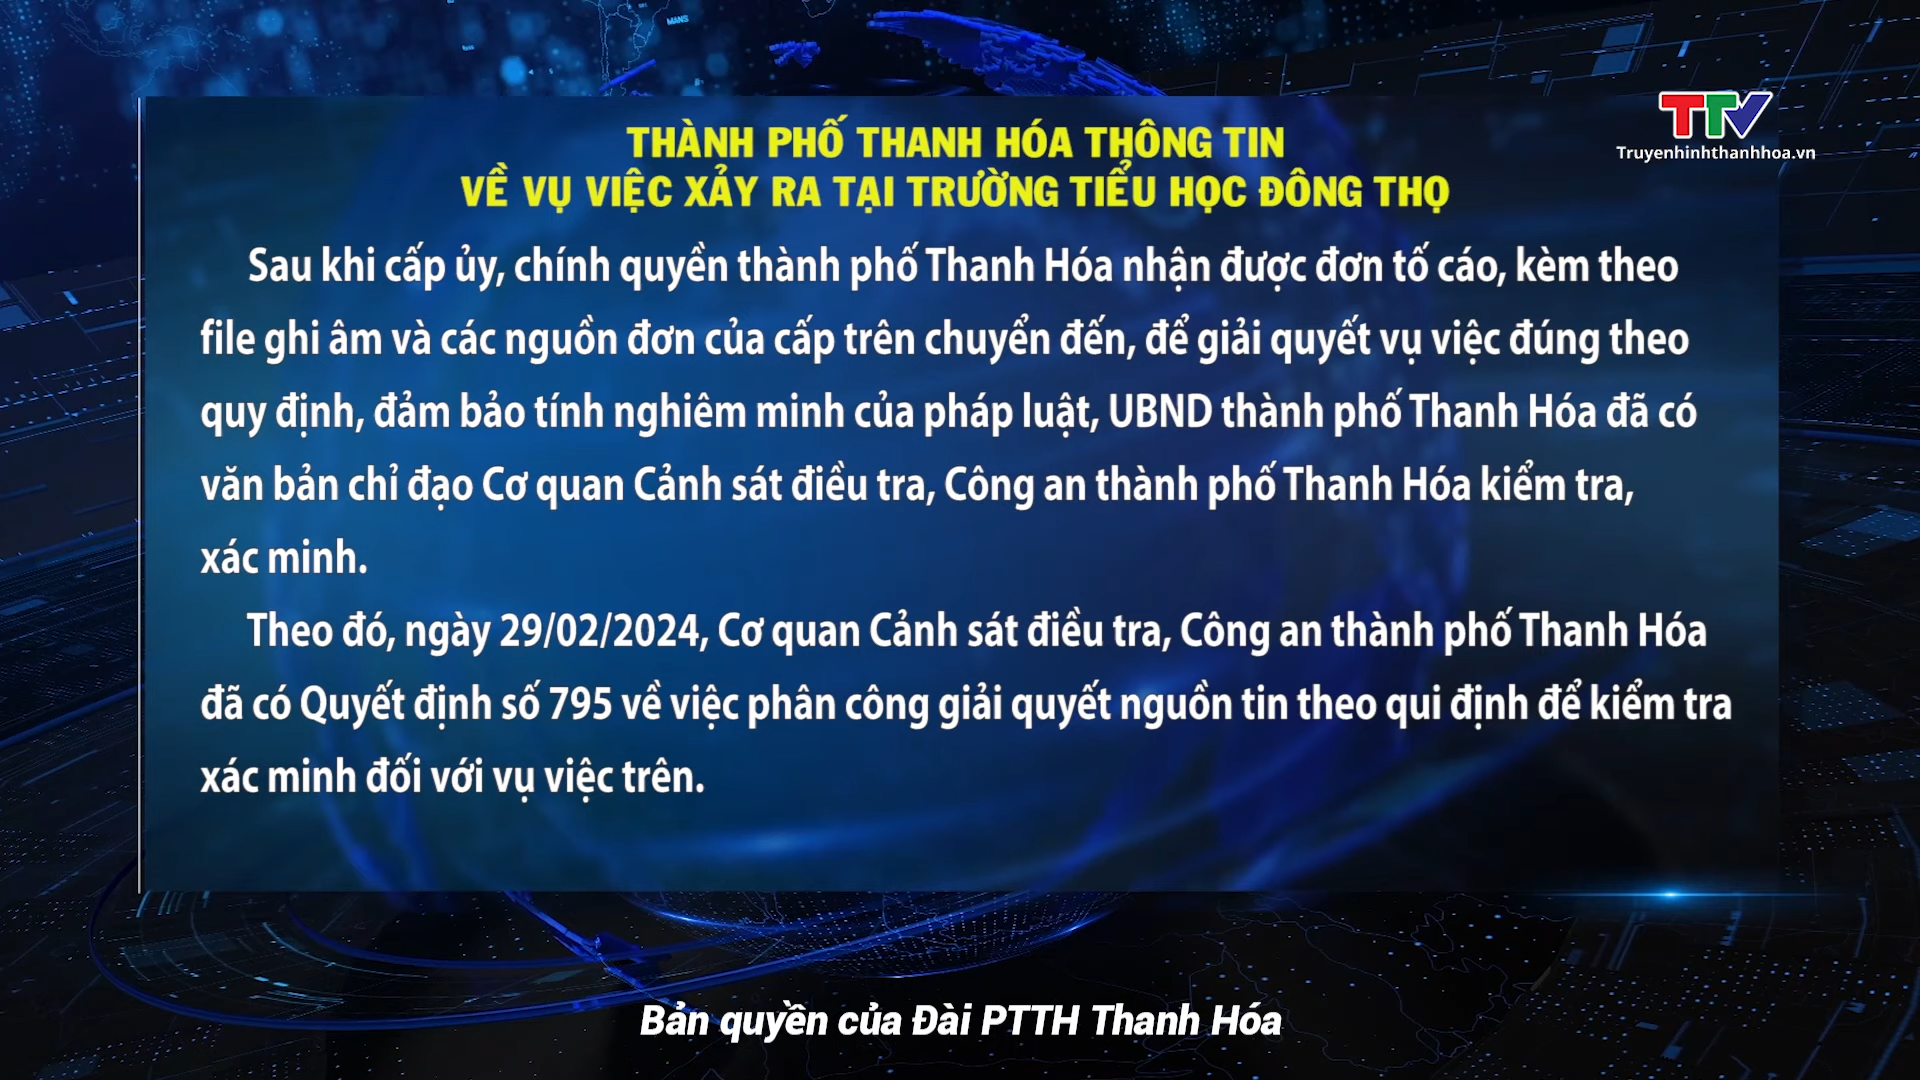 TTV
Truyenhinhthanhhoa.vn
THÀNH PHỐ THANH HÓA THÔNG TIN
VỀ VỤ VIỆC XẢY RA TẠI TRƯỜNG TIỂU HỌC ĐÔNG THỌ
Sau khi cấp ủy, chính quyền thành phố Thanh Hóa nhận được đơn tố cáo, kèm theo
file ghi âm và các nguồn đơn của cấp trên chuyển đến, để giải quyết vụ việc đúng theo
quy định, đảm bảo tính nghiêm minh của pháp luật, UBND thành phố Thanh Hóa đã có
văn bản chỉ đạo Cơ quan Cảnh sát điều tra, Công an thành phố Thanh Hóa kiểm tra,
xác minh.
Theo đó, ngày 29/02/2024, Cơ quan Cảnh sát điều tra, Công an thành phố Thanh Hóa
đã có Quyết định số 795 về việc phân công giải quyết nguồn tin theo qui định để kiểm tra
xác minh đối với vụ việc trên.
Bản quyền của Đài PTTH Thanh Hóa